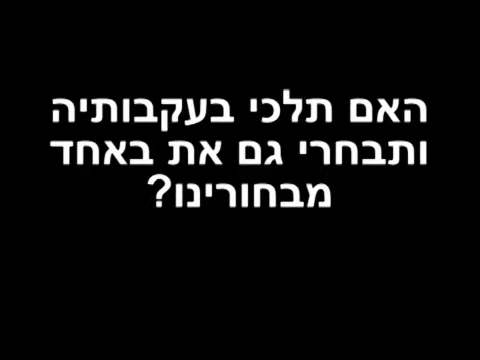 האם תלכי בעקבותיה
ותבחרי גם את באחד
מבחורינו?